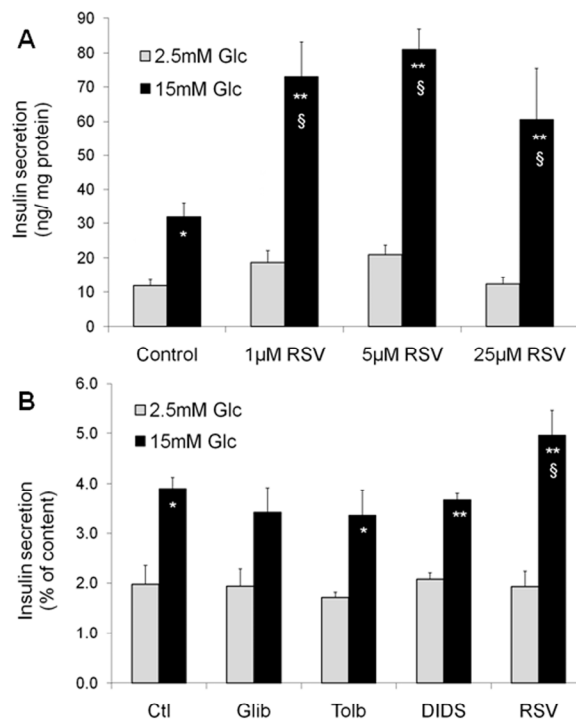 A
Insulin secretion
(ng/ mg protein)
90
80
70
60
50
40
30
20
10
0
2.5mM Glc
15mM Glc
*
**
§
**
§
**
§
Control 1µM RSV 5µM RSV 25µM RSV
B
Insulin secretion
(% of content)
6.0
5.0
4.0
3.0
2.0
1.0
0.0
2.5mM Glc
15mM Glc
*
*
**
**
§
Ctl Glib Tolb DIDS RSV